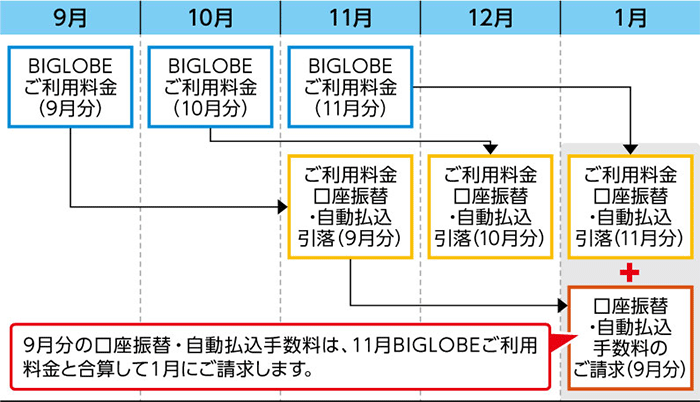 9月
10月
11月
12月
1月
BIGLOBE
ご利用料金
(9月分)
BIGLOBE
ご利用料金
(10月分)
BIGLOBE
ご利用料金
(11月分)
ご利用料金
口座振替
・自動払込
引落(9月分)
ご利用料金
口座振替
・自動払込
引落(10月分)
ご利用料金
口座振替
・自動払込
引落(11月分)
+
口座振替
・自動払込
手数料の
ご請求(9月分)
9月分の口座振替・自動払込手数料は、11月BIGLOBEご利用
料金と合算して1月にご請求します。